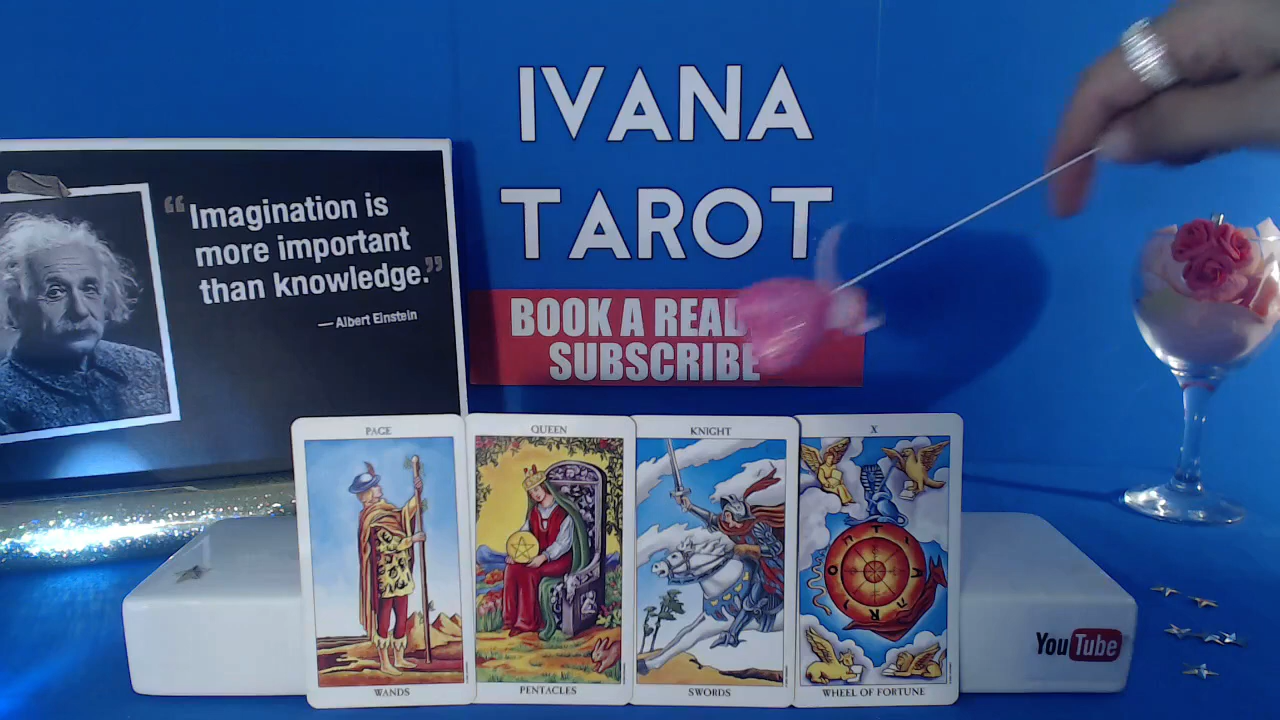 “Imagination is
more important
than knowledge.”
— Albert Einstein
IVANA
TAROT
BOOK A
SUBSCRIBE
PAGE
WANDS
QUEEN
PENTACLES
KNIGHT
SWORDS
X
WHEEL OF FORTUNE
YouTube